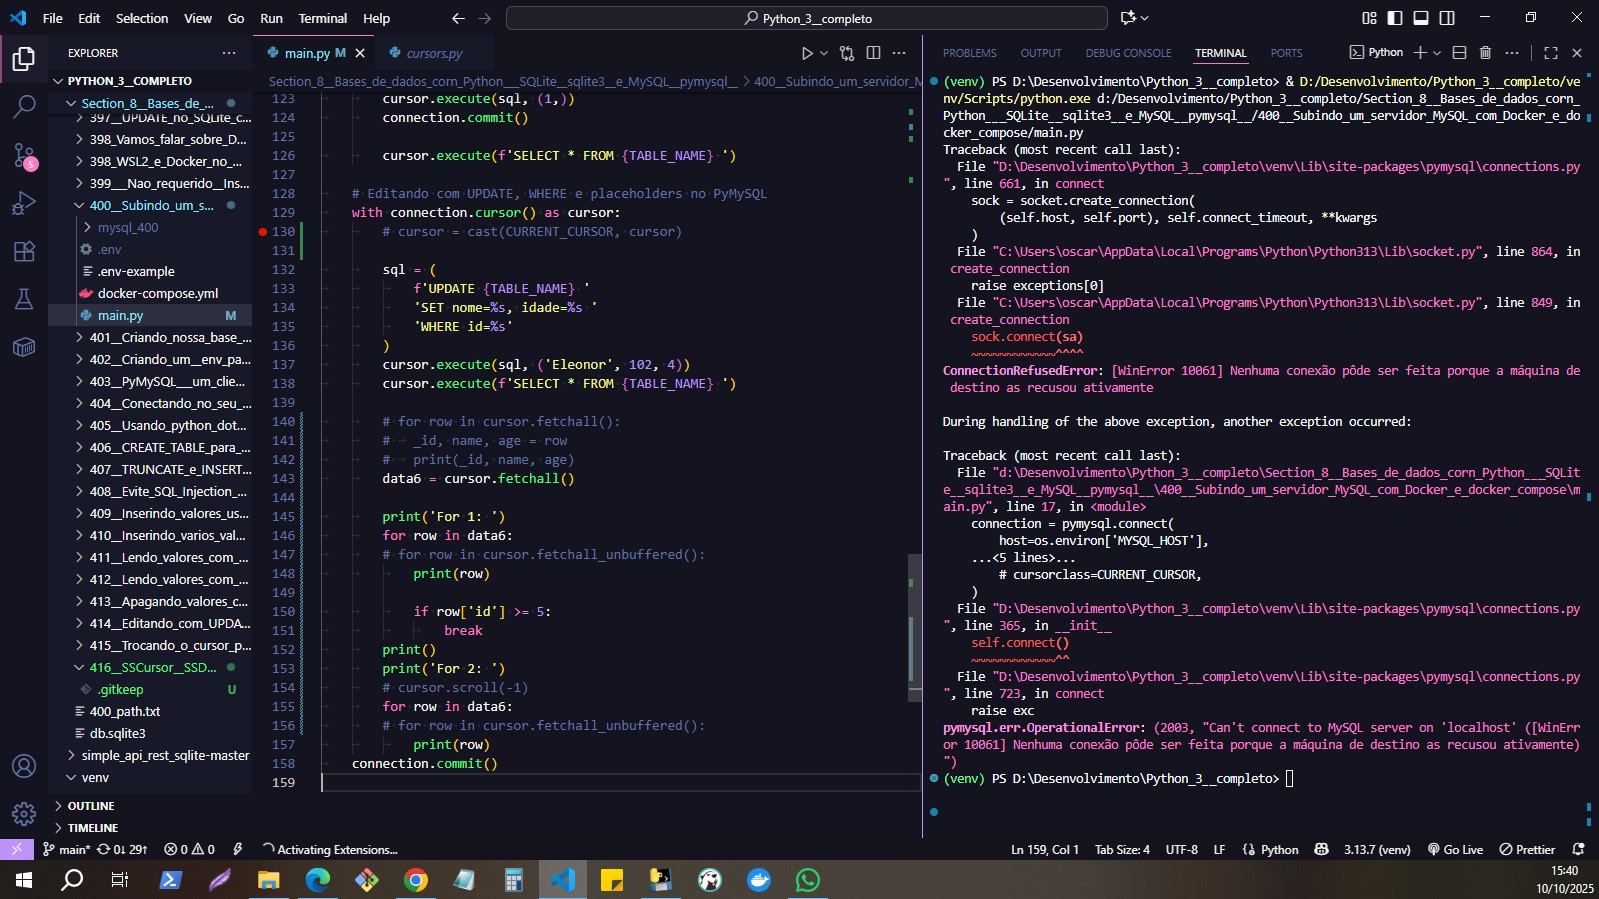 File Edit Selection View Go Run Terminal Help
Python_3__completo
EXPLORER
PYTHON_3__COMPLETO
Section_8__Bases_de_...
397__UPDATE_no_SQLite_c...
398_Vamos_falar_sobre_D...
398_WSL2_e_Docker_no_...
399___Nao_requerido__Ins...
400__Subindo_um_s...
mysql_400
.env
.env-example
docker-compose.yml
main.py M
401__Criando_nossa_base_...
402__Criando_um__env_pa...
403__PyMySQL___um_clie...
404__Conectando_no_seu_...
405__Usando_python_dot...
406__CREATE_TABLE_para_...
407__TRUNCATE_e_INSERT...
408__Evite_SQL_Injection_...
409__Inserindo_valores_us...
410__Inserindo_varios_val...
411__Lendo_valores_com_...
412__Lendo_valores_com_...
413__Apagando_valores_c...
414__Editando_com_UPDA...
415__Trocando_o_cursor_p...
416__SSCursor__SSD...
.gitkeep U
400_path.txt
db.sqlite3
simple_api_rest_sqlite-master
venv
OUTLINE
TIMELINE
main.py M
cursors.py
Section_8__Bases_de_dados_corn_Python___SQLite__sqlite3__e_MySQL__pymysql__ > 400__Subindo_um_servidor_M
123 cursor.execute(sql, (1,))
124 connection.commit()
125
126 cursor.execute(f'SELECT * FROM {TABLE_NAME} ')
127
128 # Editando com UPDATE, WHERE e placeholders no PyMySQL
129 with connection.cursor() as cursor:
130 # cursor = cast(CURRENT_CURSOR, cursor)
131
132 sql = (
133 f'UPDATE {TABLE_NAME} '
134 'SET nome=%s, idade=%s '
135 'WHERE id=%s'
136 )
137 cursor.execute(sql, ('Eleonor', 102, 4))
138 cursor.execute(f'SELECT * FROM {TABLE_NAME} ')
139
140 # for row in cursor.fetchall():
141 # _id, name, age = row
142 # print(_id, name, age)
143 data6 = cursor.fetchall()
144
145 print('For 1: ')
146 for row in data6:
147 # for row in cursor.fetchall_unbuffered():
148 print(row)
149
150 if row['id'] >= 5:
151 break
152 print()
153 print('For 2: ')
154 # cursor.scroll(-1)
155 for row in data6:
156 # for row in cursor.fetchall_unbuffered():
157 print(row)
158 connection.commit()
159
PROBLEMS OUTPUT DEBUG CONSOLE TERMINAL PORTS
Python
(venv) PS D:\Desenvolvimento\Python_3__completo> & D:/Desenvolvimento/Python_3__completo/ve
nv/Scripts/python.exe d:/Desenvolvimento/Python_3__completo/Section_8__Bases_de_dados_corn_
Python___SQLite__sqlite3__e_MySQL__pymysql__/400__Subindo_um_servidor_MySQL_com_Docker_e_do
cker_compose/main.py
Traceback (most recent call last):
File "D:\Desenvolvimento\Python_3__completo\venv\Lib\site-packages\pymysql\connections.py
", line 661, in connect
sock = socket.create_connection(
(self.host, self.port), self.connect_timeout, **kwargs
)
File "C:\Users\oscar\AppData\Local\Programs\Python\Python313\Lib\socket.py", line 864, in
create_connection
raise exceptions[0]
File "C:\Users\oscar\AppData\Local\Programs\Python\Python313\Lib\socket.py", line 849, in
create_connection
sock.connect(sa)
~~~~~~~~~~~~^^^^
ConnectionRefusedError: [WinError 10061] Nenhuma conexão pôde ser feita porque a máquina de
destino as recusou ativamente
During handling of the above exception, another exception occurred:
Traceback (most recent call last):
File "d:\Desenvolvimento\Python_3__completo\Section_8__Bases_de_dados_corn_Python___SQLit
e__sqlite3__e_MySQL__pymysql__\400__Subindo_um_servidor_MySQL_com_Docker_e_docker_compose\m
ain.py", line 17, in <module>
connection = pymysql.connect(
host=os.environ['MYSQL_HOST'],
...<5 lines>...
# cursorclass=CURRENT_CURSOR,
)
File "D:\Desenvolvimento\Python_3__completo\venv\Lib\site-packages\pymysql\connections.py
", line 365, in __init__
self.connect()
~~~~~~~~~~~~^^
File "D:\Desenvolvimento\Python_3__completo\venv\Lib\site-packages\pymysql\connections.py
", line 723, in connect
raise exc
pymysql.err.OperationalError: (2003, "Can't connect to MySQL server on 'localhost' ([WinErr
or 10061] Nenhuma conexão pôde ser feita porque a máquina de destino as recusou ativamente)
")
(venv) PS D:\Desenvolvimento\Python_3__completo>
5
main* 0↓ 29↑ 0 0 Activating Extensions...
Ln 159, Col 1 Tab Size: 4 UTF-8 LF Python 3.13.7 (venv) Go Live Prettier
15:40
10/10/2025